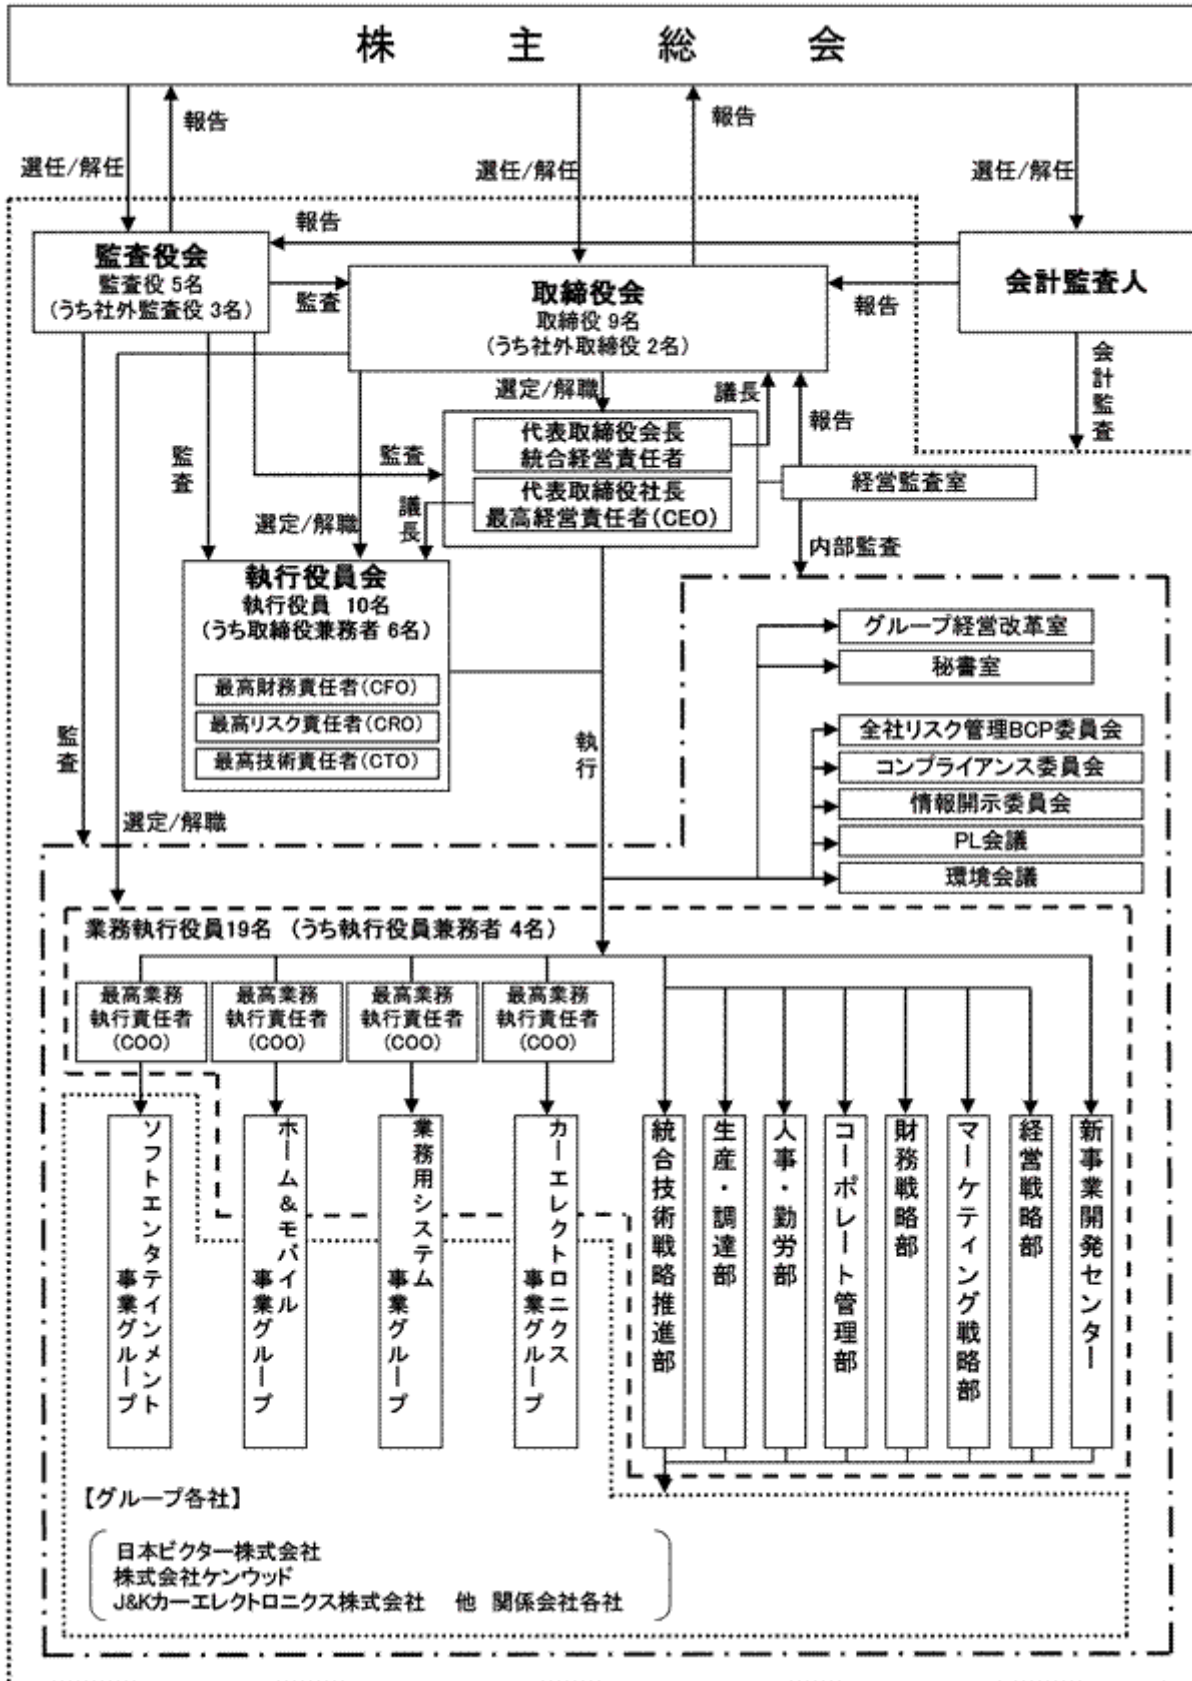 株主総会
報告
報告
選任/解任
選任/解任
選任/解任
報告
監査役会
監査役 5名
(うち社外監査役 3名)
監査
取締役会
取締役 9名
(うち社外取締役 2名)
報告
会計監査人
会計監査
選定/解職
議長
報告
代表取締役会長
統合経営責任者
代表取締役社長
最高経営責任者(CEO)
監査
監査
経営監査室
議長
選定/解職
内部監査
執行役員会
執行役員 10名
(うち取締役兼務者 6名)
最高財務責任者(CFO)
最高リスク責任者(CRO)
最高技術責任者(CTO)
グループ経営改革室
秘書室
全社リスク管理BCP委員会
コンプライアンス委員会
情報開示委員会
PL会議
環境会議
監査
執行
選定/解職
業務執行役員19名 (うち執行役員兼務者 4名)
最高業務
執行責任者
(COO)
最高業務
執行責任者
(COO)
最高業務
執行責任者
(COO)
最高業務
執行責任者
(COO)
ソフトエンタテインメント
事業グループ
ホーム&モバイル
事業グループ
業務用システム
事業グループ
カーエレクトロニクス
事業グループ
統合技術戦略推進部
生産・調達部
人事・勤労部
コーポレート管理部
財務戦略部
マーケティング戦略部
経営戦略部
新事業開発センター
【グループ各社】
日本ビクター株式会社
株式会社ケンウッド
J&Kカーエレクトロニクス株式会社 他 関係会社各社